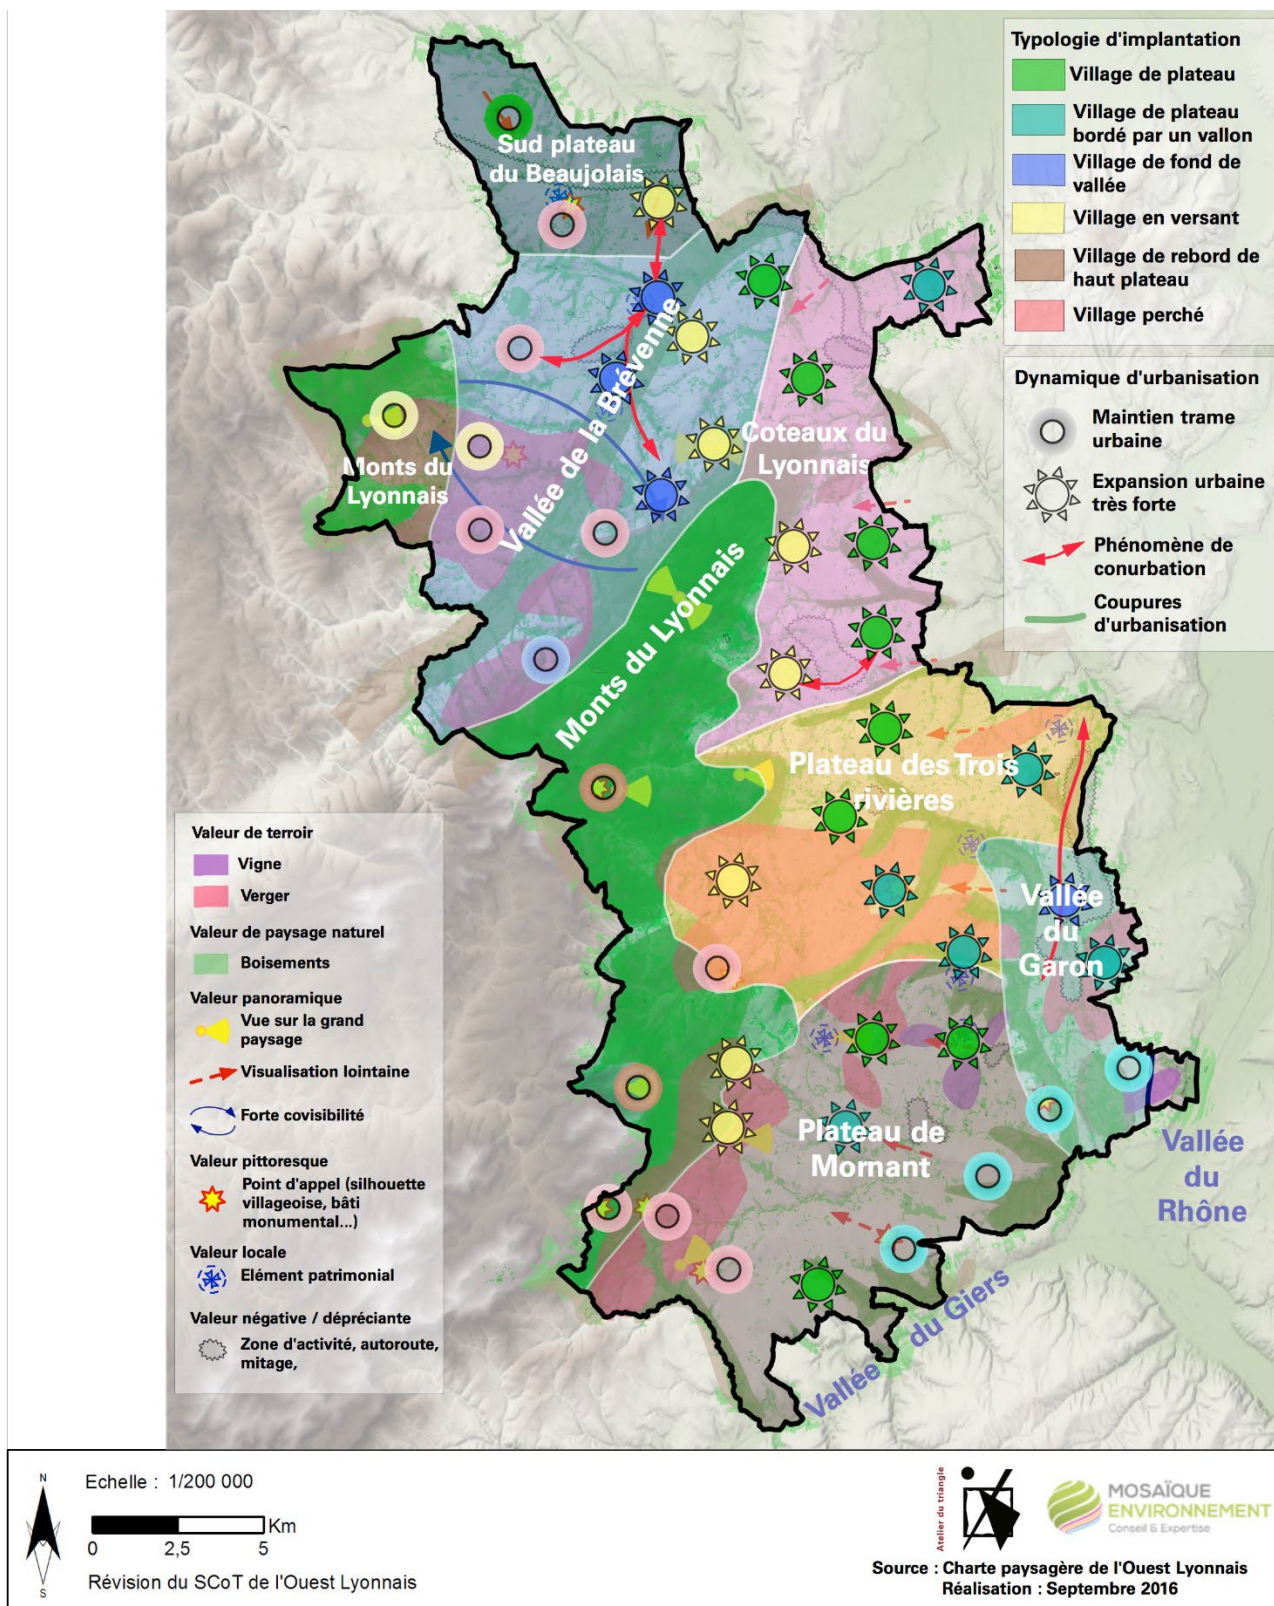 Typologie d'implantation
Village de plateau
Village de plateau
bordé par un vallon
Village de fond de
vallée
Village en versant
Village de rebord de
haut plateau
Village perché
Dynamique d'urbanisation
Maintien trame
urbaine
Expansion urbaine
très forte
Phénomène de
conurbation
Coupures
d'urbanisation
Sud plateau
du Beaujolais
Vallée de la Brévenne
Coteaux du
Lyonnais
Monts du
Lyonnais
Monts du Lyonnais
Plateau des Trois
rivières
Vallée
du
Garon
Plateau de
Mornant
Vallée
du
Rhône
Vallée du Giers
Valeur de terroir
Vigne
Verger
Valeur de paysage naturel
Boisements
Valeur panoramique
Vue sur la grand
paysage
Visualisation lointaine
Forte covisibilité
Valeur pittoresque
Point d'appel (silhouette
villageoise, bâti
monumental...)
Valeur locale
Elément patrimonial
Valeur négative / dépréciante
Zone d'activité, autoroute,
mitage,
N
S
Echelle : 1/200 000
Km
0 2,5 5
Révision du SCoT de l'Ouest Lyonnais
Atelier du triangle
MOSAÏQUE
ENVIRONNEMENT
Conseil & Expertise
Source : Charte paysagère de l'Ouest Lyonnais
Réalisation : Septembre 2016